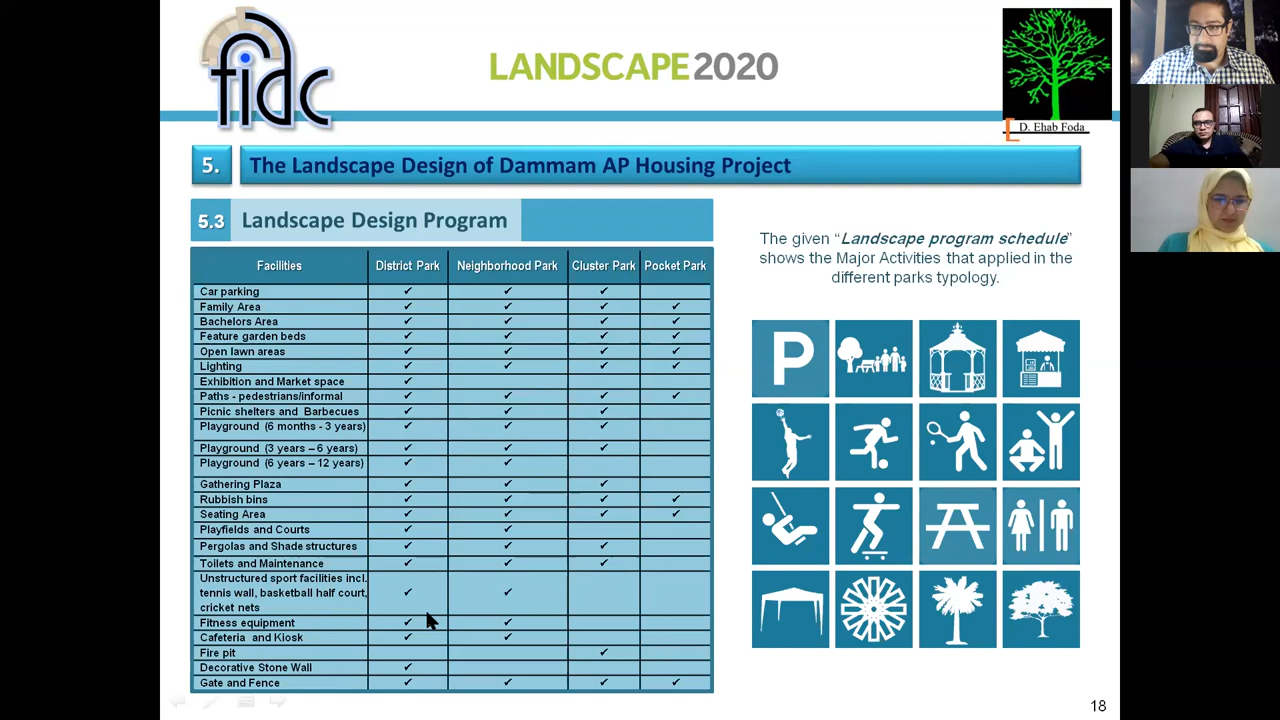 fidc
LANDSCAPE2020
D. Ehab Foda
5.
The Landscape Design of Dammam AP Housing Project
5.3
Landscape Design Program
Facilities District Park Neighborhood Park Cluster Park Pocket Park
Car parking ✓ ✓ ✓
Family Area ✓ ✓ ✓ ✓
Bachelors Area ✓ ✓ ✓ ✓
Feature garden beds ✓ ✓ ✓ ✓
Open lawn areas ✓ ✓ ✓ ✓
Lighting ✓ ✓ ✓ ✓
Exhibition and Market space ✓
Paths - pedestrians/informal ✓ ✓ ✓ ✓
Picnic shelters and Barbecues ✓ ✓ ✓
Playground (6 months - 3 years) ✓ ✓ ✓
Playground (3 years – 6 years) ✓ ✓ ✓
Playground (6 years – 12 years) ✓ ✓
Gathering Plaza ✓ ✓ ✓
Rubbish bins ✓ ✓ ✓ ✓
Seating Area ✓ ✓ ✓ ✓
Playfields and Courts ✓ ✓
Pergolas and Shade structures ✓ ✓ ✓
Toilets and Maintenance ✓ ✓ ✓
Unstructured sport facilities incl.
tennis wall, basketball half court, ✓ ✓
cricket nets
Fitness equipment ✓ ✓
Cafeteria and Kiosk ✓ ✓
Fire pit ✓
Decorative Stone Wall ✓
Gate and Fence ✓ ✓ ✓ ✓
The given “Landscape program schedule”
shows the Major Activities that applied in the
different parks typology.
P
18